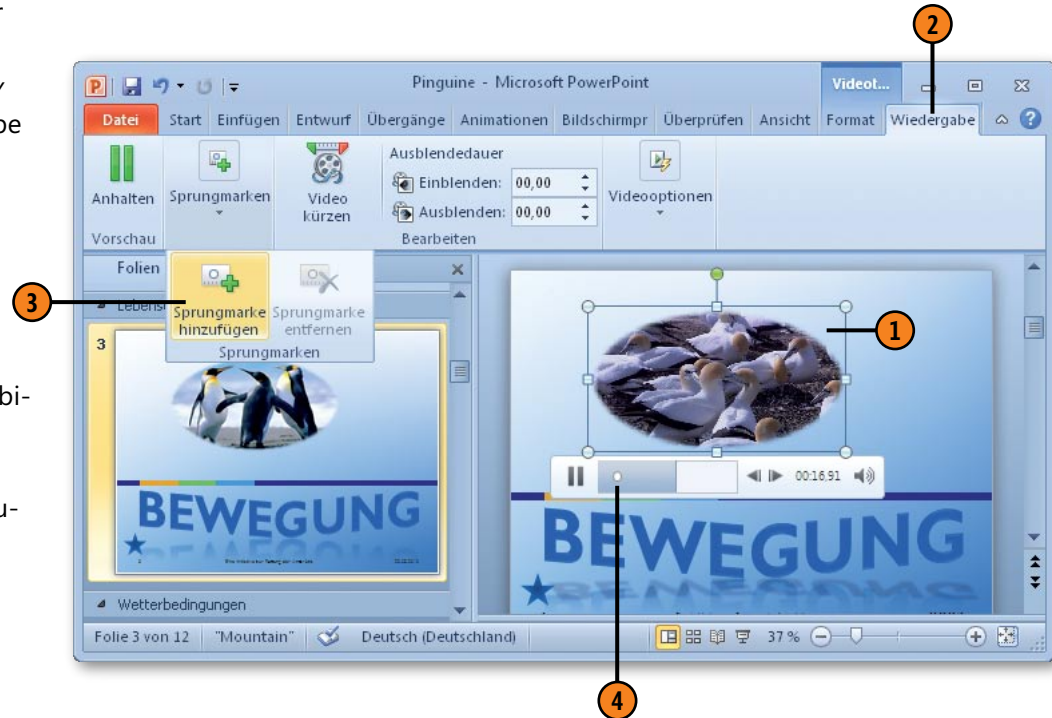 r
y
be
bi-
u-
2
Pinguine - Microsoft PowerPoint
Videot...
Datei Start Einfügen Entwurf Übergänge Animationen Bildschirmpr Überprüfen Ansicht Format Wiedergabe
Anhalten
Vorschau
Sprungmarken
Video
kürzen
Ausblendedauer
Einblenden: 00,00
Ausblenden: 00,00
Bearbeiten
Videooptionen
Folien
3
Sprungmarke
hinzufügen
Sprungmarke
entfernen
Sprungmarken
1
3
BEWEGUNG
00:16,91
BEWEGUNG
Wetterbedingungen
Folie 3 von 12 "Mountain" Deutsch (Deutschland) 37 %
4